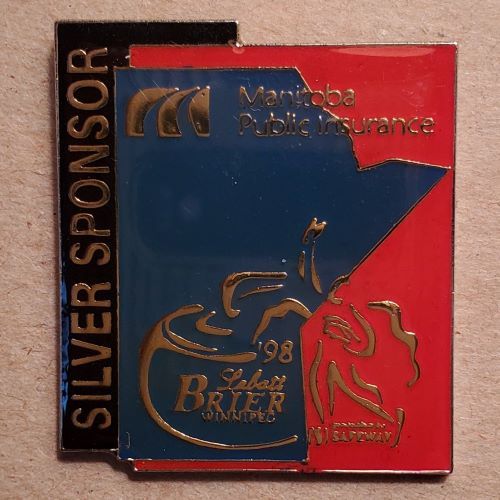 SILVER SPONSOR
Manitoba
Public Insurance
'98
Labatt
BRIER
WINNIPEG
SAFEWAY